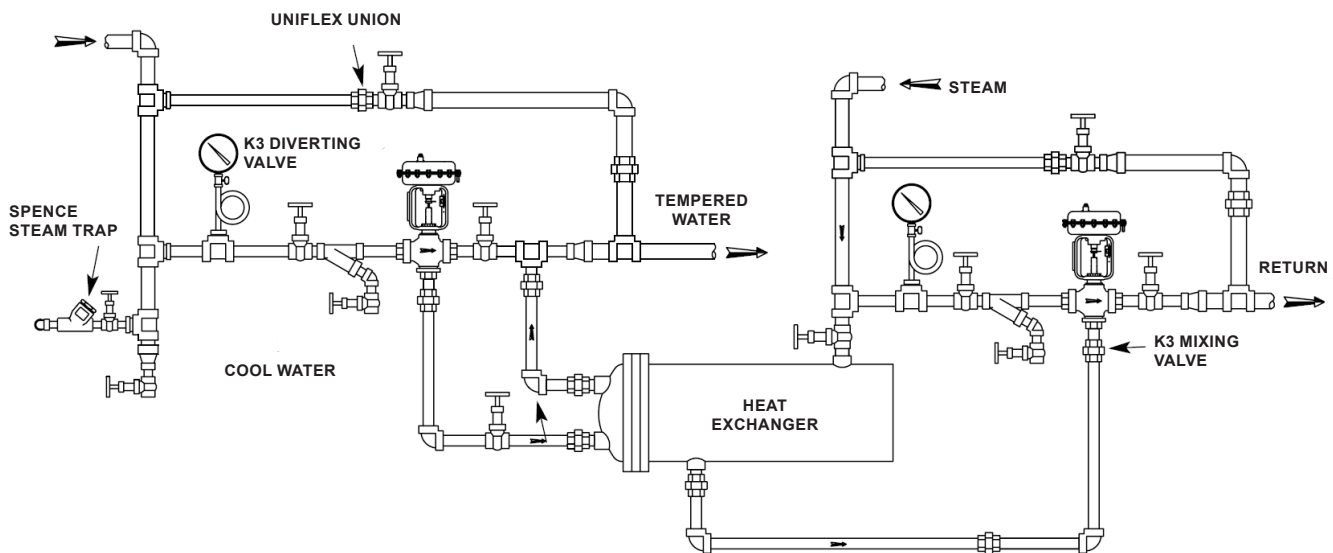 UNIFLEX UNION
K3 DIVERTING
VALVE
SPENCE
STEAM TRAP
COOL WATER
TEMPERED
WATER
STEAM
HEAT
EXCHANGER
RETURN
K3 MIXING
VALVE